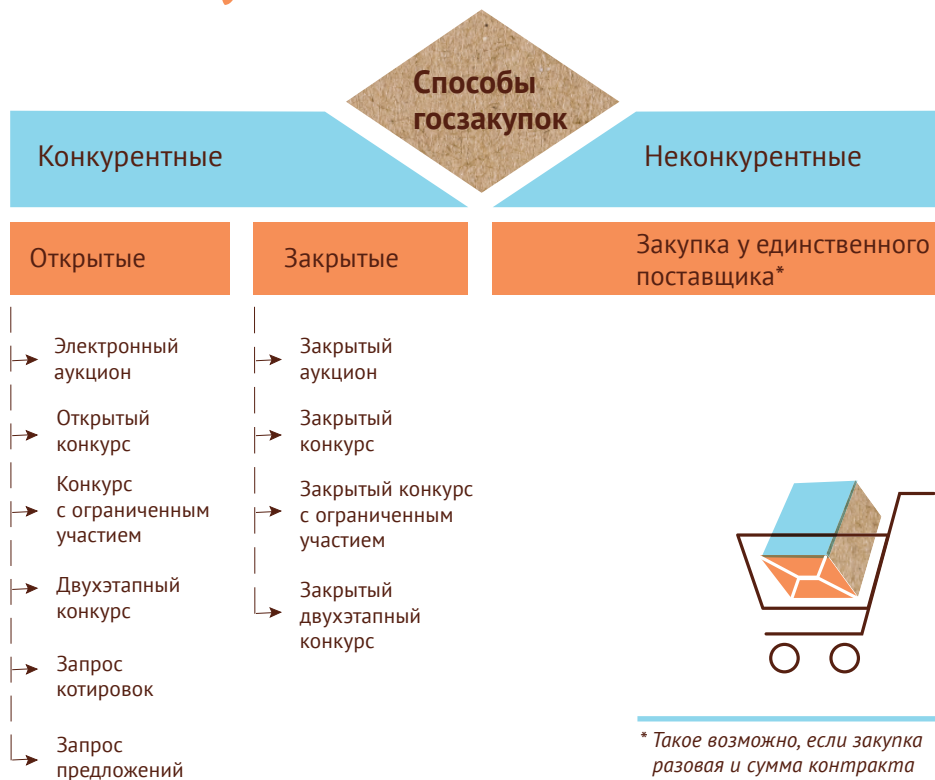 Способы
госзакупок
Конкурентные
Неконкурентные
Открытые
Закрытые
Закупка у единственного
поставщика*
Электронный
аукцион
Открытый
конкурс
Конкурс
с ограниченным
участием
Двухэтапный
конкурс
Запрос
котировок
Запрос
предложений
Закрытый
аукцион
Закрытый
конкурс
Закрытый конкурс
с ограниченным
участием
Закрытый
двухэтапный
конкурс
* Такое возможно, если закупка
разовая и сумма контракта